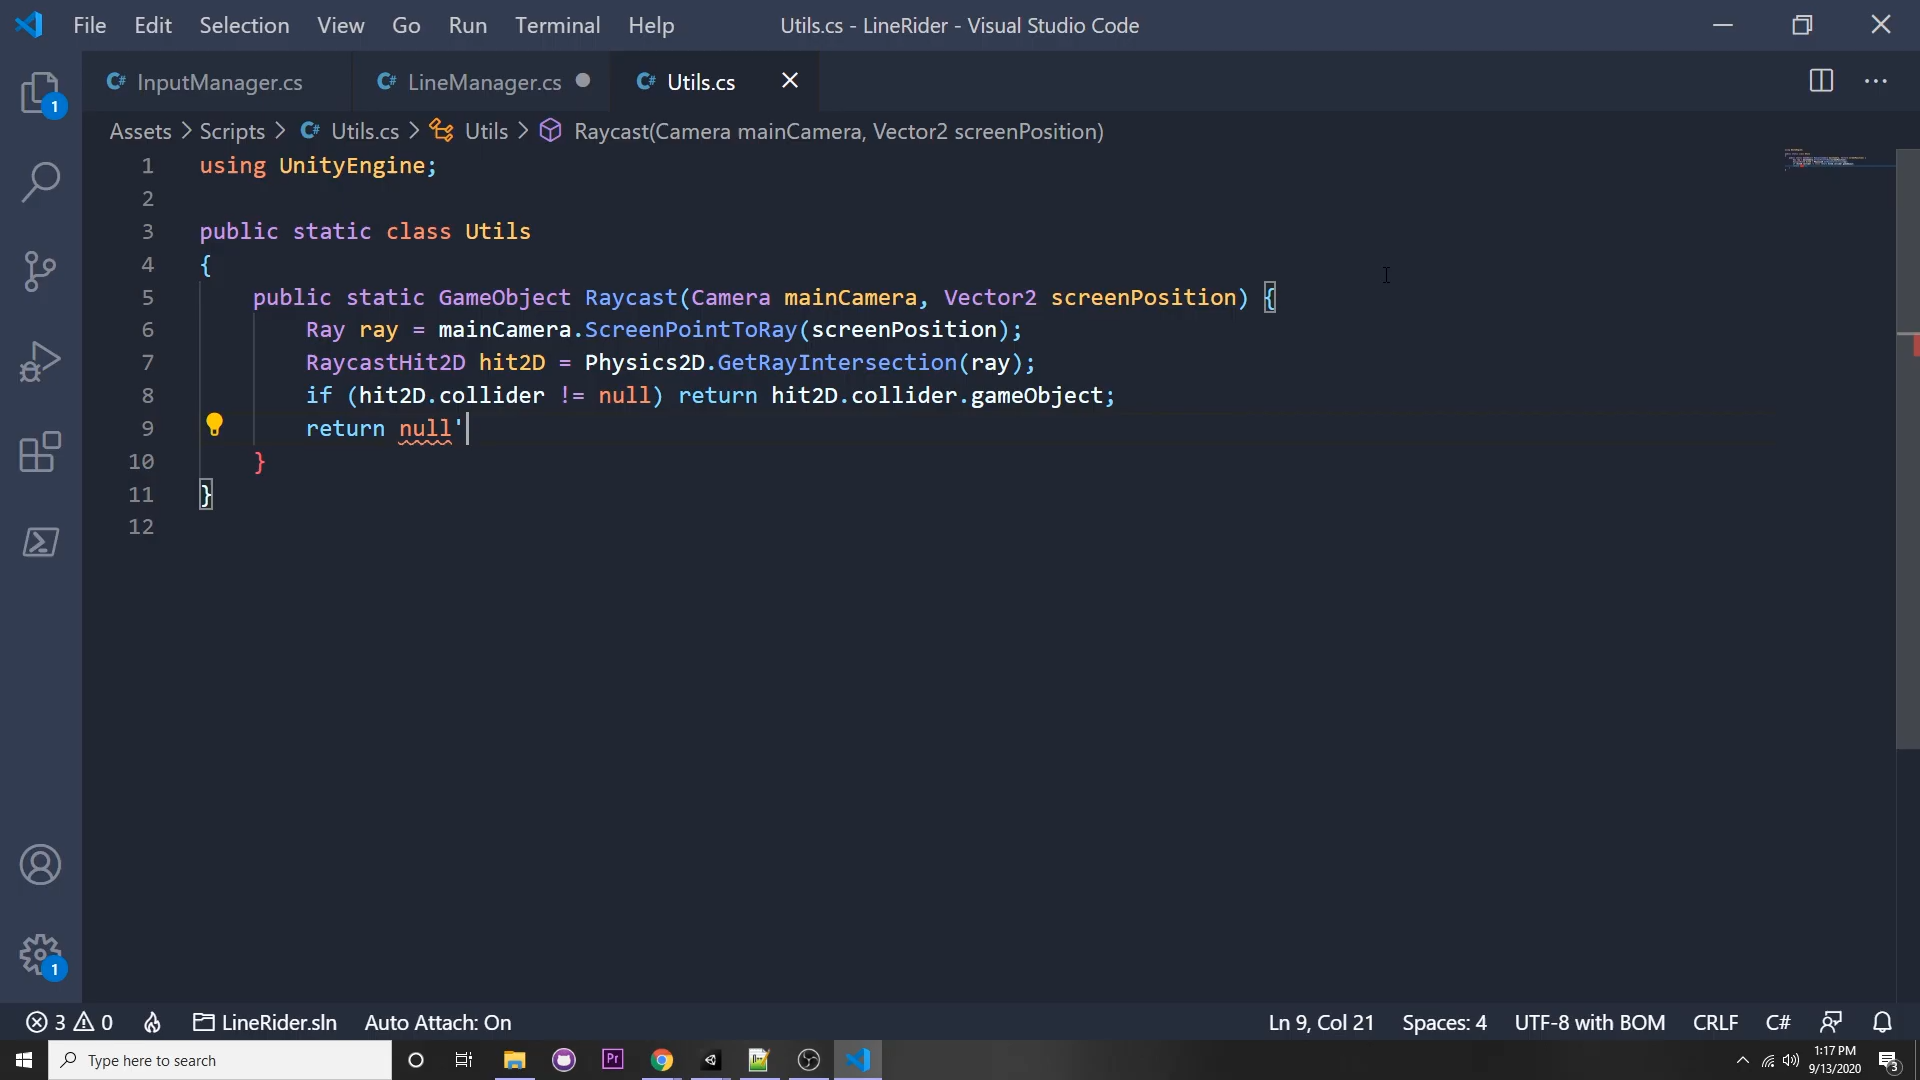 File Edit Selection View Go Run Terminal Help Utils.cs - LineRider - Visual Studio Code
InputManager.cs LineManager.cs Utils.cs
1
Assets > Scripts > Utils.cs > Utils > Raycast(Camera mainCamera, Vector2 screenPosition)
1 using UnityEngine;
2
3 public static class Utils
4 {
5 public static GameObject Raycast(Camera mainCamera, Vector2 screenPosition) {
6 Ray ray = mainCamera.ScreenPointToRay(screenPosition);
7 RaycastHit2D hit2D = Physics2D.GetRayIntersection(ray);
8 if (hit2D.collider != null) return hit2D.collider.gameObject;
9 return null'
10 }
11 }
12
1
3 0 LineRider.sln Auto Attach: On Ln 9, Col 21 Spaces: 4 UTF-8 with BOM CRLF C#
Type here to search Pr 1:17 PM
9/13/2020 3